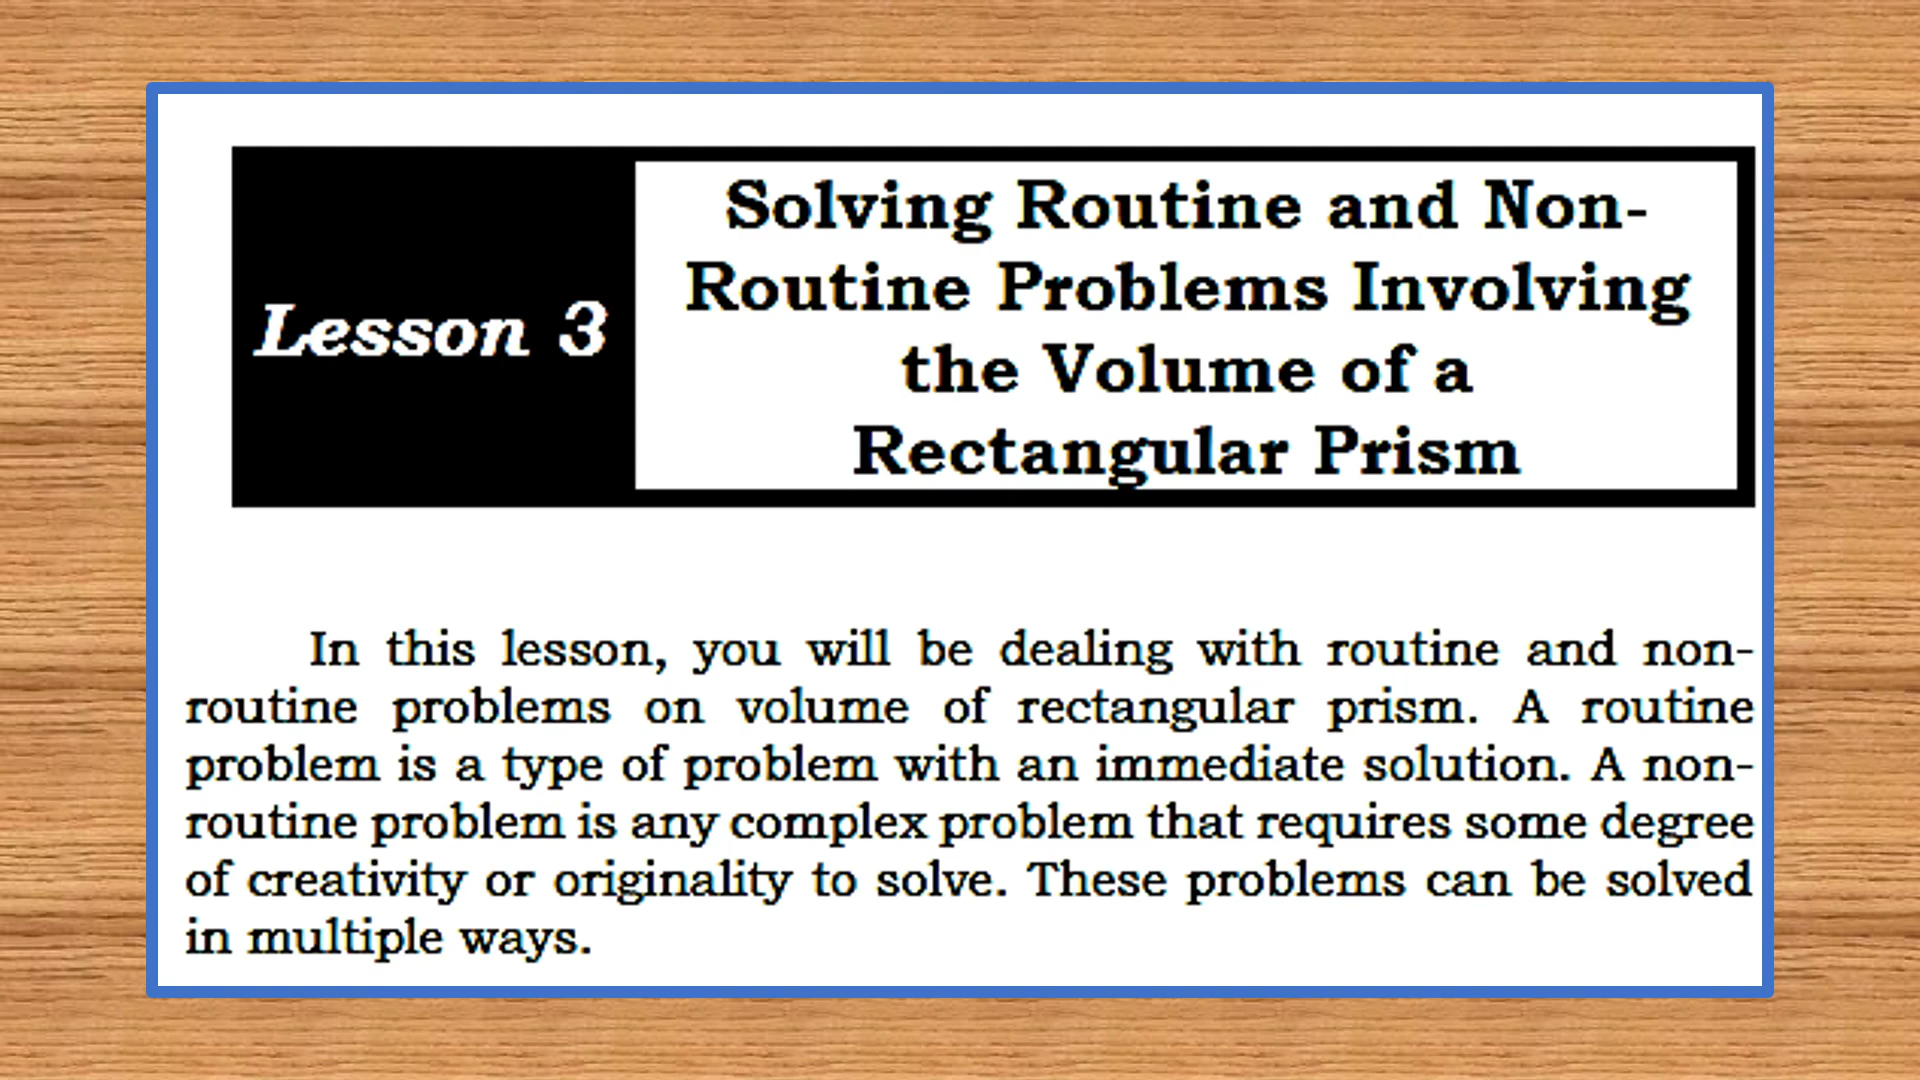 Lesson 3
Solving Routine and Non-
Routine Problems Involving
the Volume of a
Rectangular Prism
In this lesson, you will be dealing with routine and non-
routine problems on volume of rectangular prism. A routine
problem is a type of problem with an immediate solution. A non-
routine problem is any complex problem that requires some degree
of creativity or originality to solve. These problems can be solved
in multiple ways.